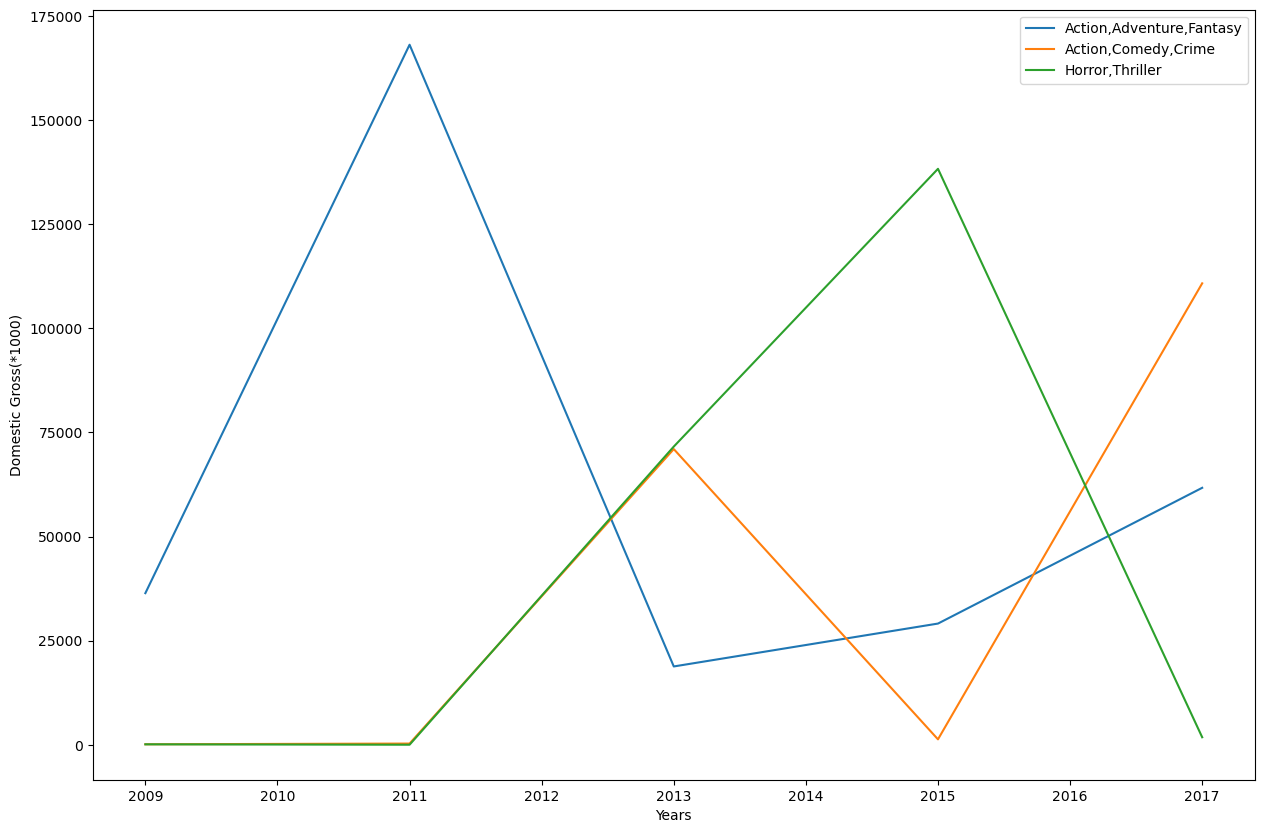 175000
150000
125000
100000
75000
50000
25000
0
Domestic Gross(*1000)
Action,Adventure,Fantasy
Action,Comedy,Crime
Horror,Thriller
2009 2010 2011 2012 2013 2014 2015 2016 2017
Years